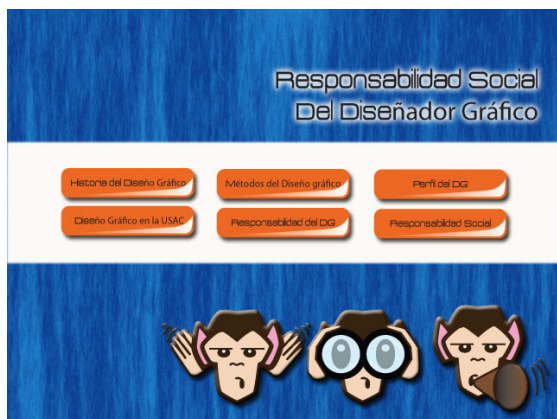 Responsabilidad Social
Del Diseñador Gráfico
Historia del Diseño Gráfico
Métodos del Diseño gráfico
Perfil del DG
Diseño Gráfico en la USAC
Responsabilidad del DG
Responsabilidad Social